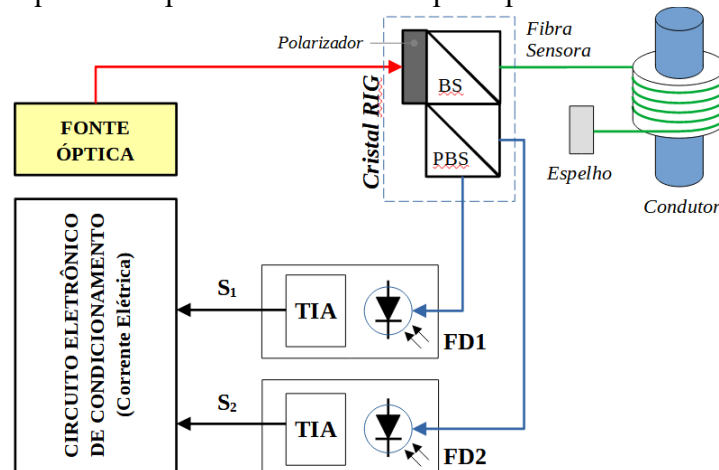 Polarizador
Fibra
Sensora
BS
PBS
Cristal RIG
FONTE
ÓPTICA
Espelho
Condutor
CIRCUITO ELETRÔNICO
DE CONDICIONAMENTO
(Corrente Elétrica)
S1
TIA
FD1
S2
TIA
FD2